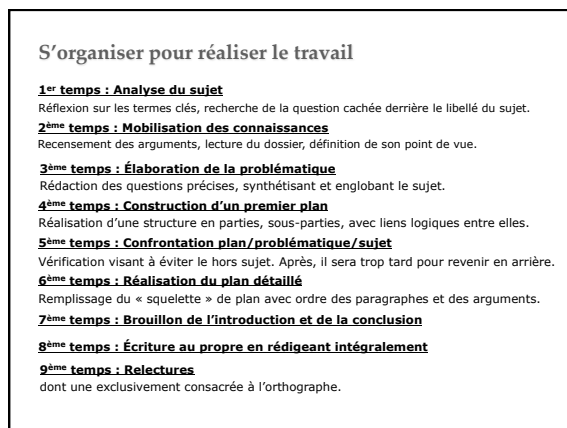 S’organiser pour réaliser le travail
1er temps : Analyse du sujet
Réflexion sur les termes clés, recherche de la question cachée derrière le libellé du sujet.
2ème temps : Mobilisation des connaissances
Recensement des arguments, lecture du dossier, définition de son point de vue.
3ème temps : Élaboration de la problématique
Rédaction des questions précises, synthétisant et englobant le sujet.
4ème temps : Construction d’un premier plan
Réalisation d’une structure en parties, sous-parties, avec liens logiques entre elles.
5ème temps : Confrontation plan/problématique/sujet
Vérification visant à éviter le hors sujet. Après, il sera trop tard pour revenir en arrière.
6ème temps : Réalisation du plan détaillé
Remplissage du « squelette » de plan avec ordre des paragraphes et des arguments.
7ème temps : Brouillon de l’introduction et de la conclusion
8ème temps : Écriture au propre en rédigeant intégralement
9ème temps : Relectures
dont une exclusivement consacrée à l’orthographe.